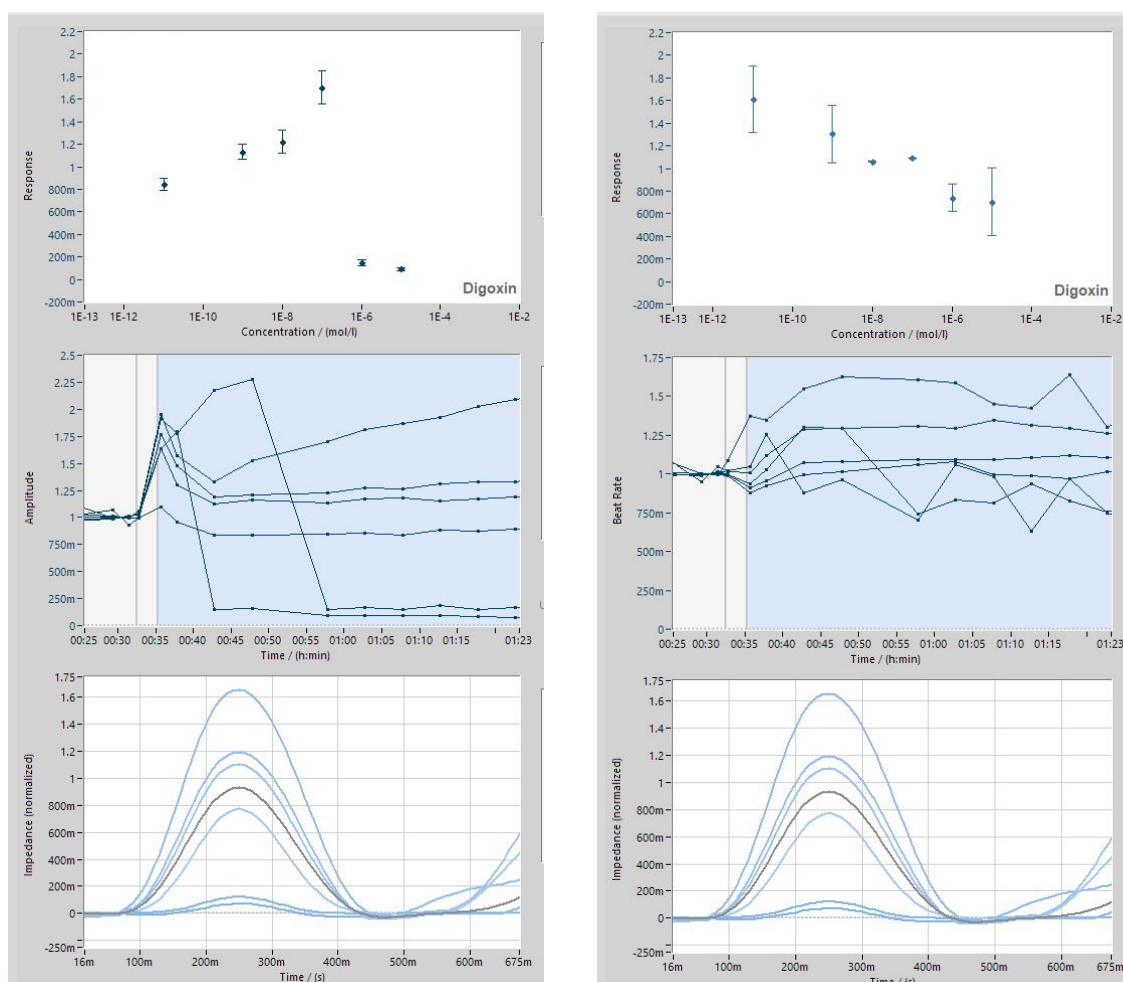 2.2
2
1.8
1.6
1.4
1.2
1
800m
600m
400m
200m
0
-200m
Response
Digoxin
1E-13 1E-12 1E-10 1E-8 1E-6 1E-4 1E-2
Concentration / (mol/l)
2.5
2.25
2
1.75
1.5
1.25
1
750m
500m
250m
0
Amplitude
00:25 00:30 00:35 00:40 00:45 00:50 00:55 01:00 01:05 01:10 01:15 01:23
Time / (h:min)
1.75
1.6
1.4
1.2
1
800m
600m
400m
200m
0
-250m
Impedance (normalized)
16m 100m 200m 300m 400m 500m 600m 675m
Time / (s)
2.2
2
1.8
1.6
1.4
1.2
1
800m
600m
400m
200m
0
-200m
Response
Digoxin
1E-13 1E-12 1E-10 1E-8 1E-6 1E-4 1E-2
Concentration / (mol/l)
1.75
1.5
1.25
1
750m
500m
250m
0
Beat Rate
00:25 00:30 00:35 00:40 00:45 00:50 00:55 01:00 01:05 01:10 01:15 01:23
Time / (h:min)
1.75
1.6
1.4
1.2
1
800m
600m
400m
200m
0
-250m
Impedance (normalized)
16m 100m 200m 300m 400m 500m 600m 675m
Time / (s)